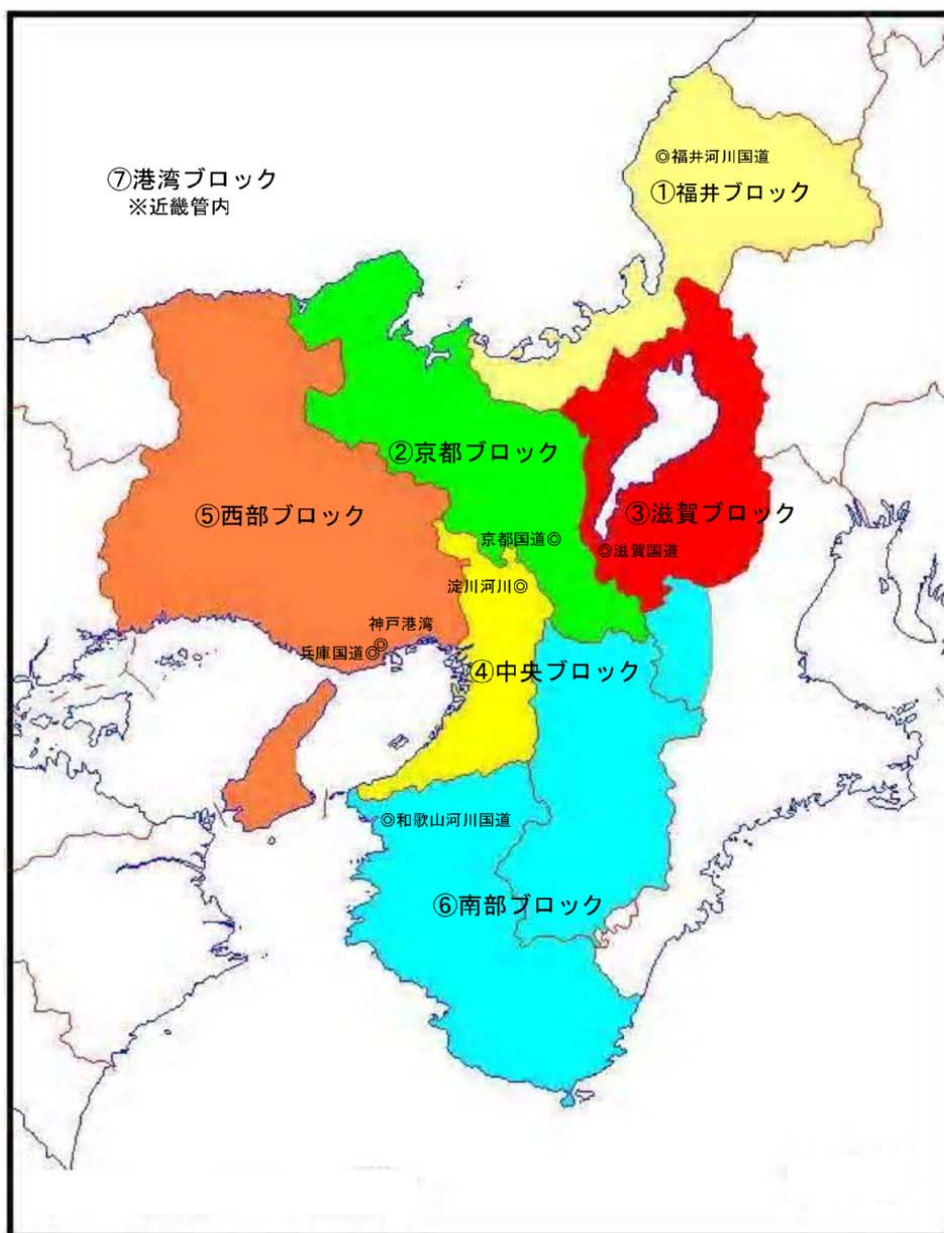 ◎福井河川国道
①福井ブロック
⑦港湾ブロック
※近畿管内
②京都ブロック
⑤西部ブロック
③滋賀ブロック
京都国道◎
◎滋賀国道
淀川河川◎
神戸港湾◎
兵庫国道◎
④中央ブロック
◎和歌山河川国道
⑥南部ブロック